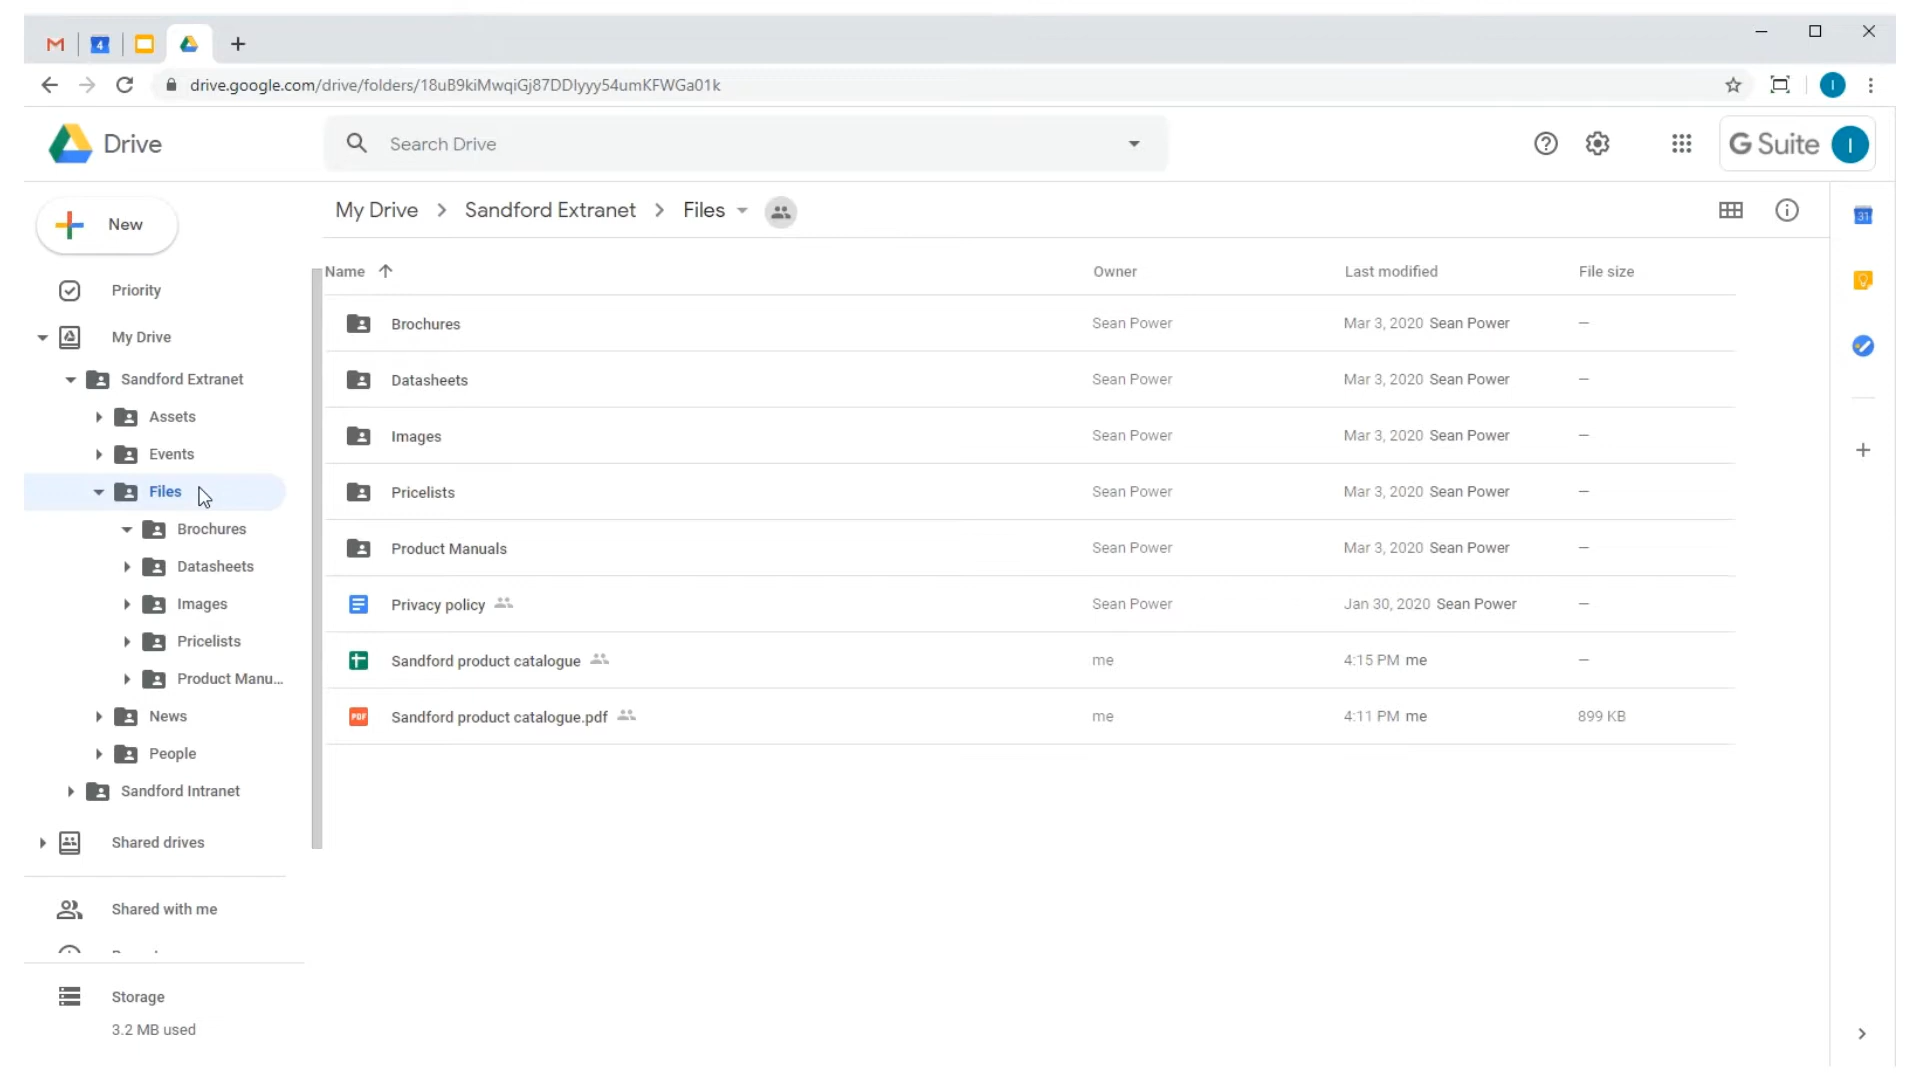 4
drive.google.com/drive/folders/18uB9kiMwqiGj87DDlyyy54umKFWGa01k
I
Drive
Search Drive
G Suite
I
New
My Drive
Sandford Extranet
Files
31
Priority
My Drive
Sandford Extranet
Assets
Events
Files
Brochures
Datasheets
Images
Pricelists
Product Manu...
News
People
Sandford Intranet
Shared drives
Shared with me
Storage
3.2 MB used
Name Owner Last modified File size
Brochures Sean Power Mar 3, 2020 Sean Power —
Datasheets Sean Power Mar 3, 2020 Sean Power —
Images Sean Power Mar 3, 2020 Sean Power —
Pricelists Sean Power Mar 3, 2020 Sean Power —
Product Manuals Sean Power Mar 3, 2020 Sean Power —
Privacy policy Sean Power Jan 30, 2020 Sean Power —
Sandford product catalogue me 4:15 PM me —
PDF Sandford product catalogue.pdf me 4:11 PM me 899 KB